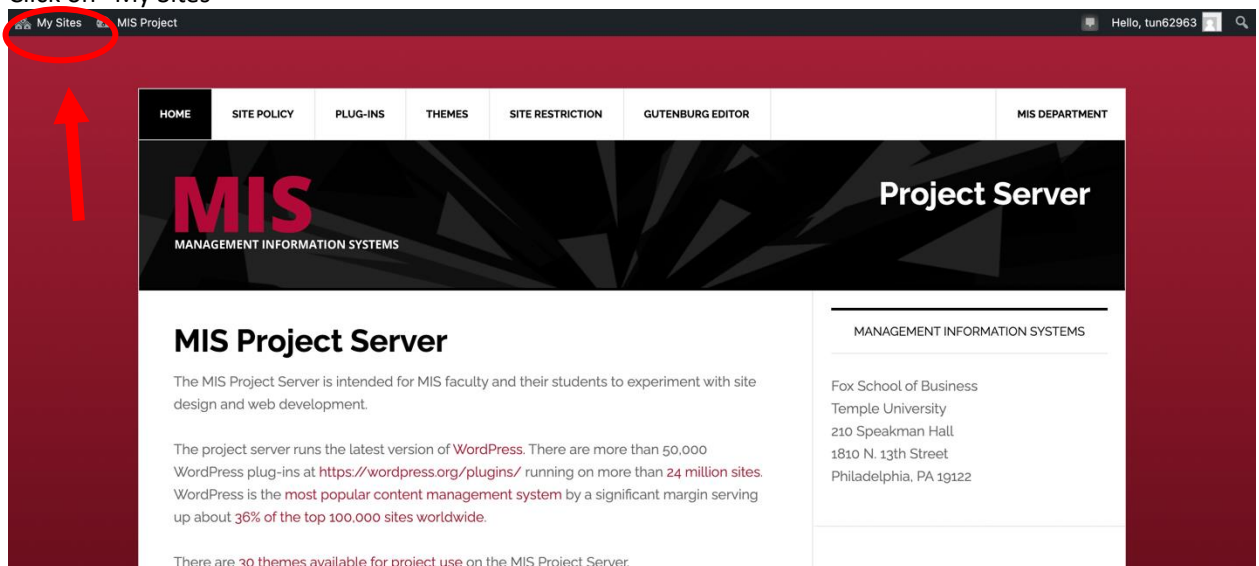 Click on "My Sites"
My Sites MIS Project Hello, tun62963
HOME SITE POLICY PLUG-INS THEMES SITE RESTRICTION GUTENBURG EDITOR MIS DEPARTMENT
MIS
MANAGEMENT INFORMATION SYSTEMS
Project Server
MIS Project Server
The MIS Project Server is intended for MIS faculty and their students to experiment with site
design and web development.
The project server runs the latest version of WordPress. There are more than 50,000
WordPress plug-ins at https://wordpress.org/plugins/ running on more than 24 million sites.
WordPress is the most popular content management system by a significant margin serving
up about 36% of the top 100,000 sites worldwide.
There are 30 themes available for project use on the MIS Project Server.
MANAGEMENT INFORMATION SYSTEMS
Fox School of Business
Temple University
210 Speakman Hall
1810 N. 13th Street
Philadelphia, PA 19122